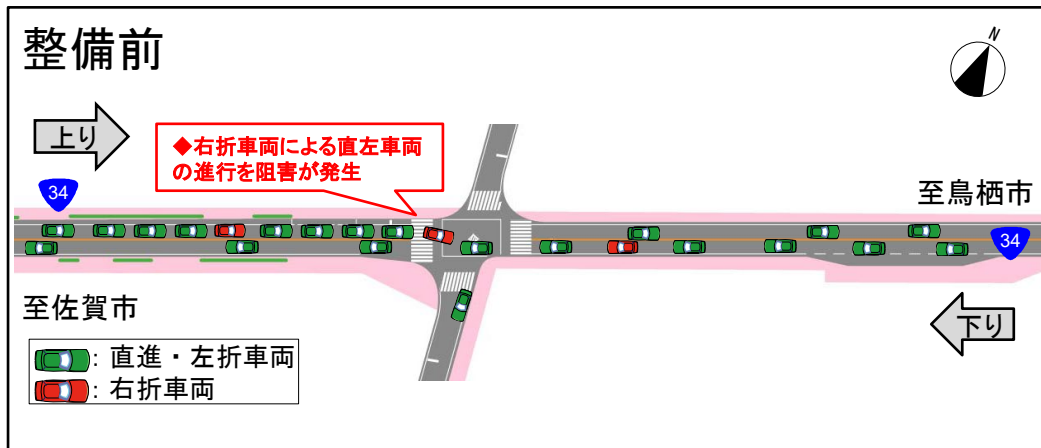 整備前
N
上り
◆右折車両による直左車両
の進行を阻害が発生
34
至鳥栖市
34
至佐賀市
下り
：直進・左折車両
：右折車両